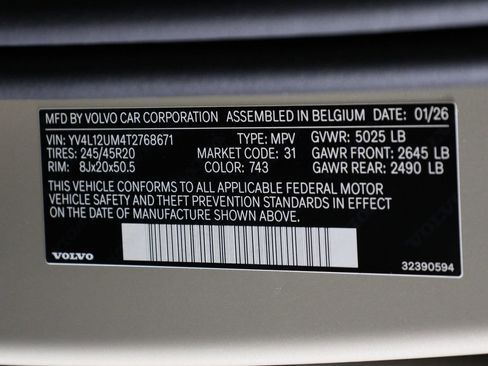 MFD BY VOLVO CAR CORPORATION ASSEMBLED IN BELGIUM DATE: 01/26
VIN: YV4L12UM4T2768671 TYPE: MPV GVWR: 5025 LB
TIRES: 245/45R20 MARKET CODE: 31 GAWR FRONT: 2645 LB
RIM: 8Jx20x50.5 COLOR: 743 GAWR REAR: 2490 LB
THIS VEHICLE CONFORMS TO ALL APPLICABLE FEDERAL MOTOR
VEHICLE SAFETY AND THEFT PREVENTION STANDARDS IN EFFECT
ON THE DATE OF MANUFACTURE SHOWN ABOVE.
VOLVO 32390594